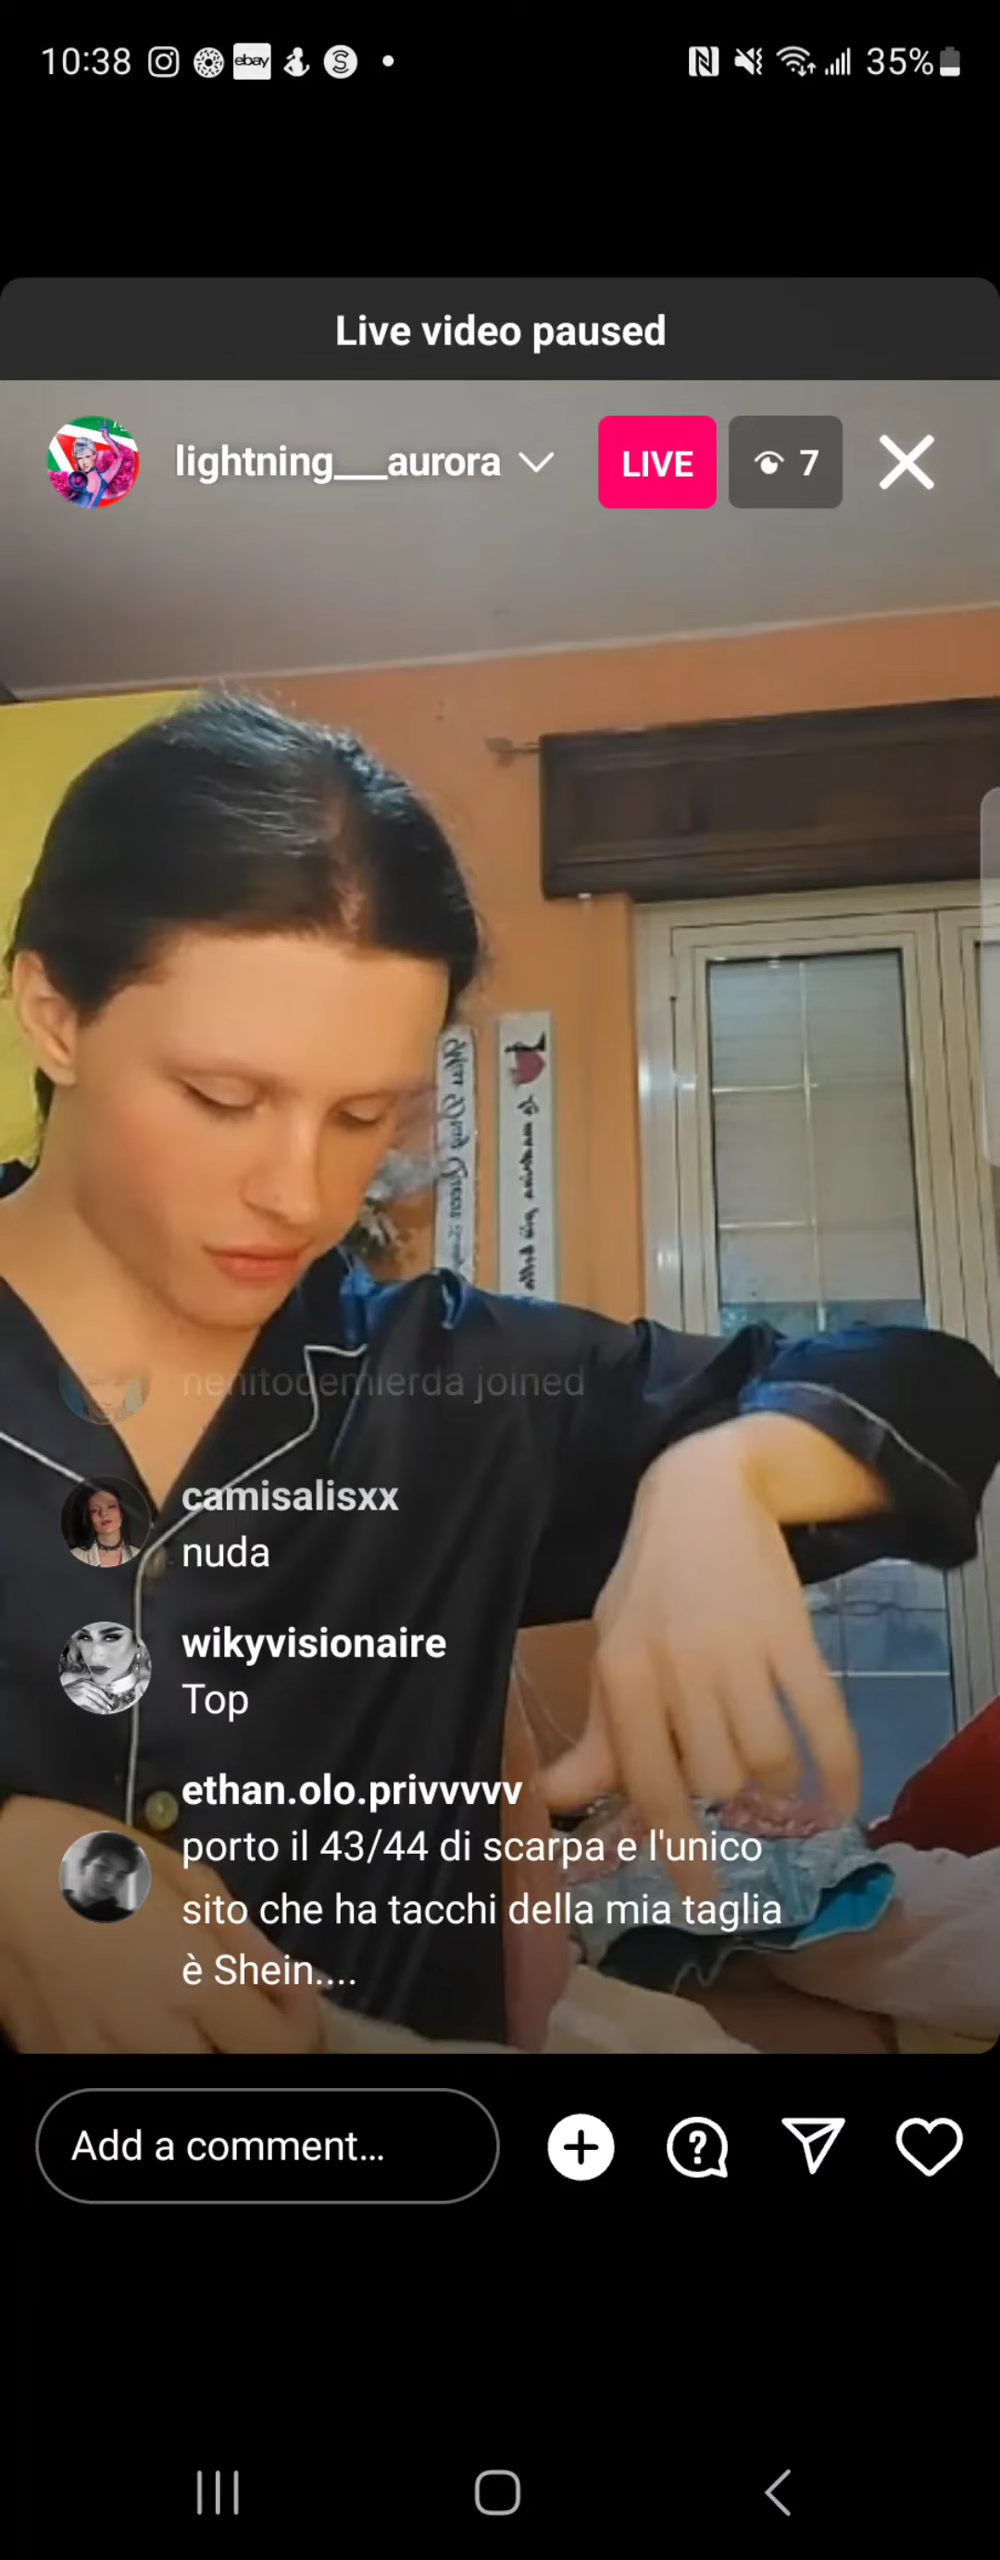 10:38
ebay
35%
Live video paused
lightning__aurora
LIVE
7
nenitodemierda joined
camisalisxx
nuda
wikyvisionaire
Top
ethan.olo.privvvvv
porto il 43/44 di scarpa e l'unico
sito che ha tacchi della mia taglia
è Shein....
Add a comment...